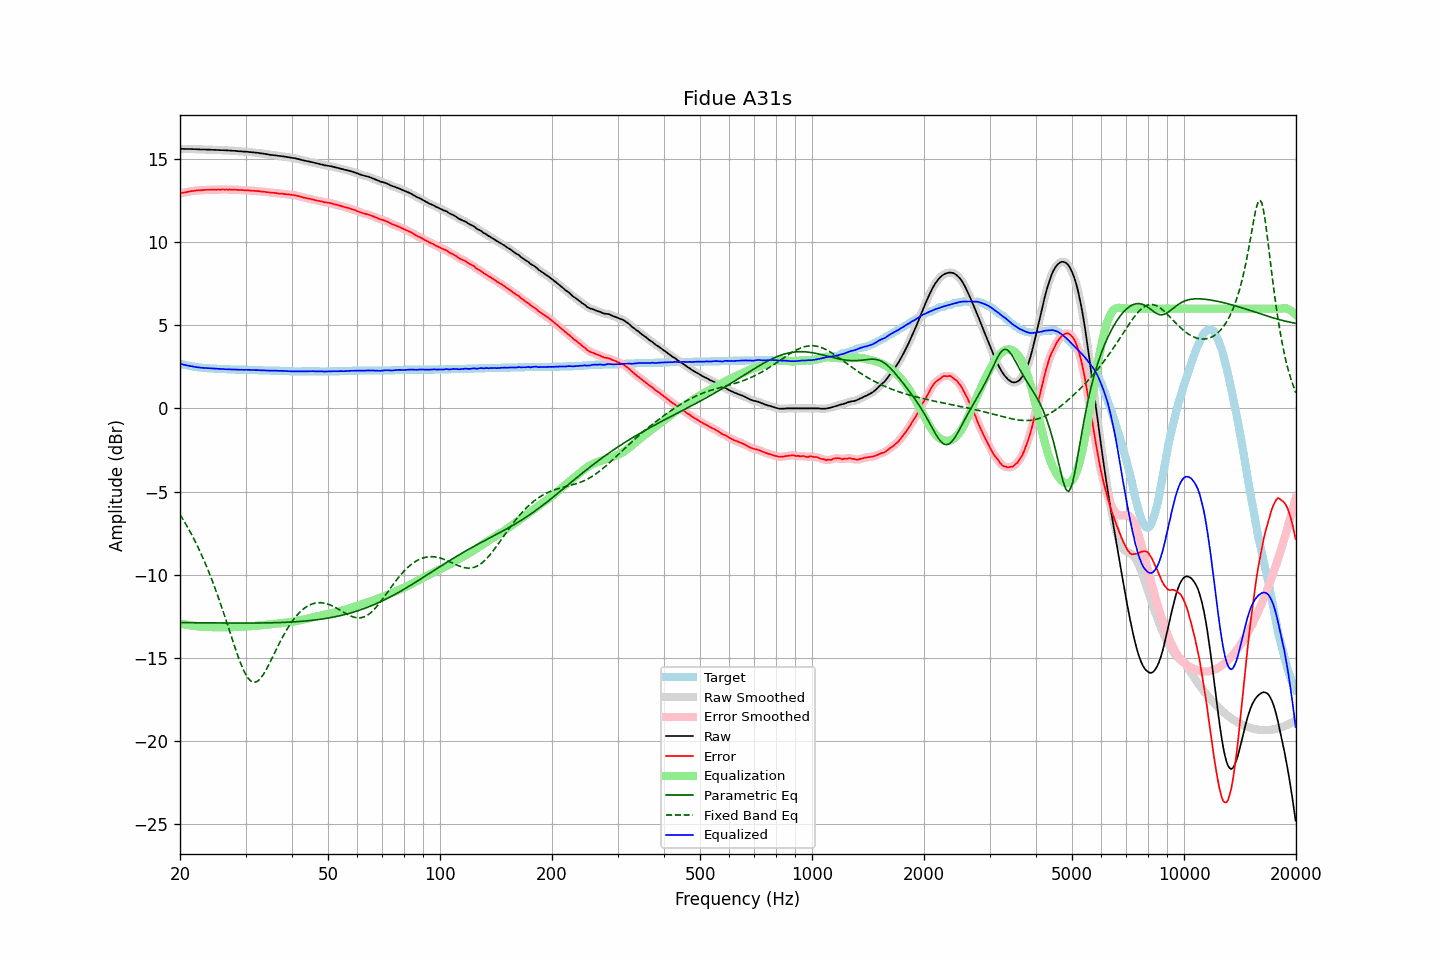 Fidue A31s
Amplitude (dBr)
15
10
5
0
−5
−10
−15
−20
−25
20 50 100 200 500 1000 2000 5000 10000 20000
Frequency (Hz)
Target
Raw Smoothed
Error Smoothed
Raw
Error
Equalization
Parametric Eq
Fixed Band Eq
Equalized